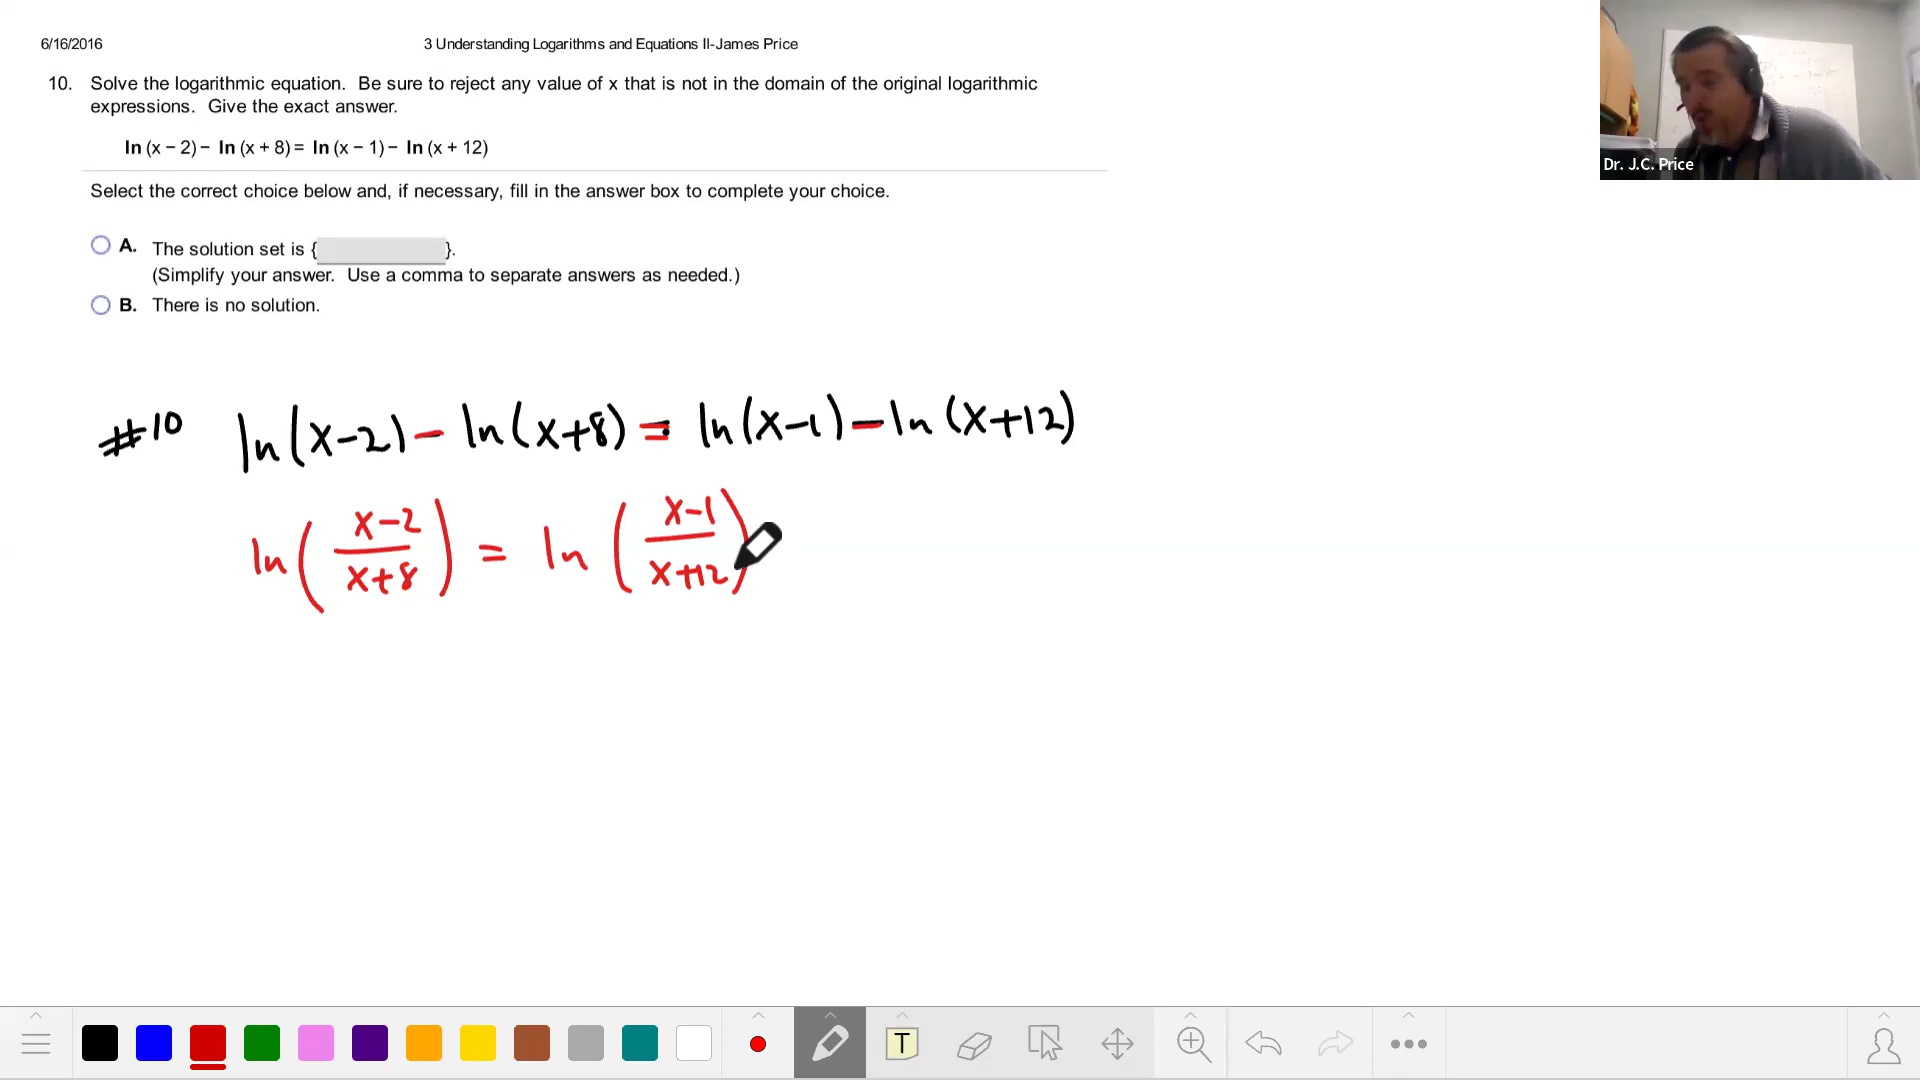 6/16/2016 3 Understanding Logarithms and Equations II-James Price
10. Solve the logarithmic equation. Be sure to reject any value of x that is not in the domain of the original logarithmic
expressions. Give the exact answer.
ln (x − 2) − ln (x + 8) = ln (x − 1) − ln (x + 12)
Select the correct choice below and, if necessary, fill in the answer box to complete your choice.
A. The solution set is { }.
(Simplify your answer. Use a comma to separate answers as needed.)
B. There is no solution.
#10 ln(x-2) - ln(x+8) = ln(x-1) - ln(x+12)
ln((x-2)/(x+8)) = ln((x-1)/(x+12))
Dr. J.C. Price
T